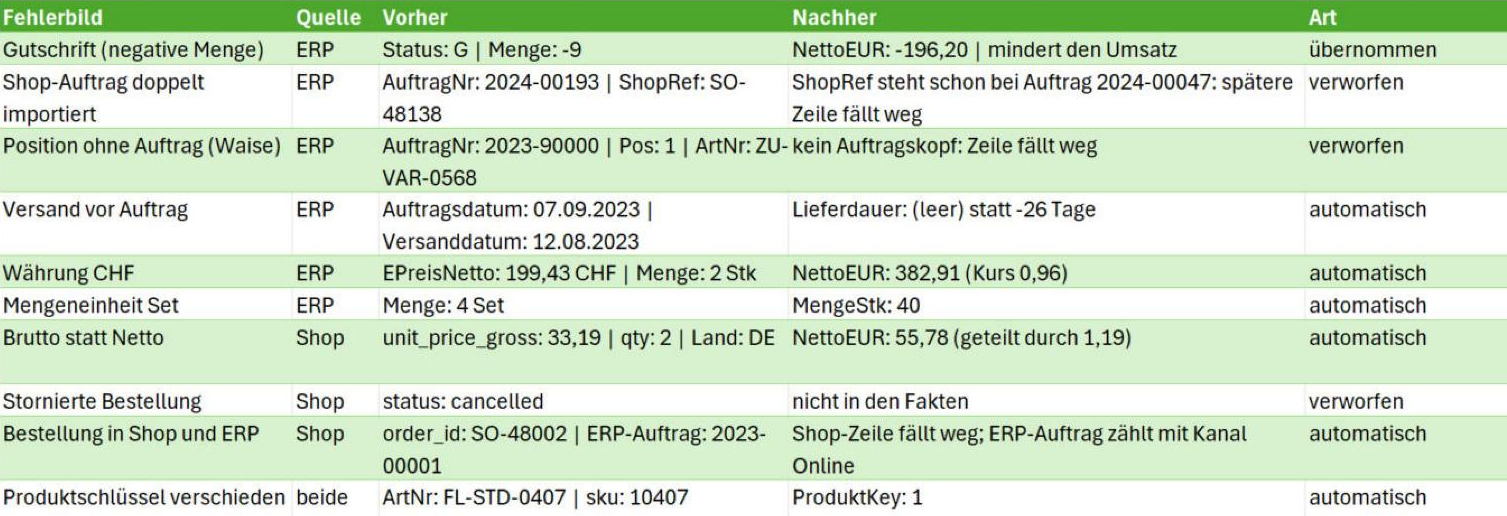 Fehlerbild Quelle Vorher Nachher Art
Gutschrift (negative Menge) ERP Status: G | Menge: -9 NettoEUR: -196,20 | mindert den Umsatz übernommen
Shop-Auftrag doppelt ERP AuftragNr: 2024-00193 | ShopRef: SO- ShopRef steht schon bei Auftrag 2024-00047: spätere verworfen
importiert 48138 Zeile fällt weg
Position ohne Auftrag (Waise) ERP AuftragNr: 2023-90000 | Pos: 1 | ArtNr: ZU- kein Auftragskopf: Zeile fällt weg verworfen
VAR-0568
Versand vor Auftrag ERP Auftragsdatum: 07.09.2023 | Lieferdauer: (leer) statt -26 Tage automatisch
Versanddatum: 12.08.2023
Währung CHF ERP EPreisNetto: 199,43 CHF | Menge: 2 Stk NettoEUR: 382,91 (Kurs 0,96) automatisch
Mengeneinheit Set ERP Menge: 4 Set MengeStk: 40 automatisch
Brutto statt Netto Shop unit_price_gross: 33,19 | qty: 2 | Land: DE NettoEUR: 55,78 (geteilt durch 1,19) automatisch
Stornierte Bestellung Shop status: cancelled nicht in den Fakten verworfen
Bestellung in Shop und ERP Shop order_id: SO-48002 | ERP-Auftrag: 2023- Shop-Zeile fällt weg; ERP-Auftrag zählt mit Kanal automatisch
00001 Online
Produktschlüssel verschieden beide ArtNr: FL-STD-0407 | sku: 10407 ProduktKey: 1 automatisch